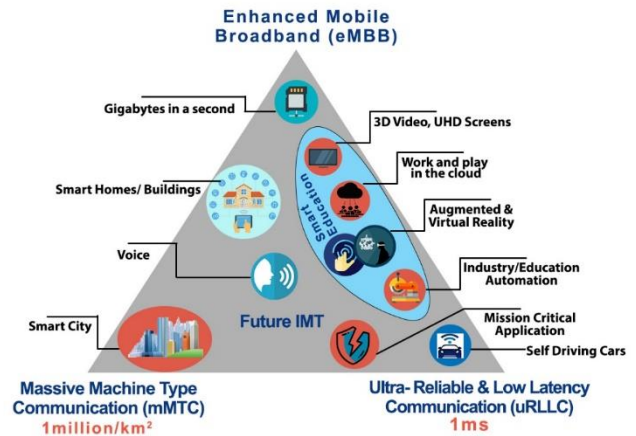 Enhanced Mobile
Broadband (eMBB)
Gigabytes in a second
3D Video, UHD Screens
Work and play
in the cloud
Smart Homes/ Buildings
Smart
Education
Augmented &
Virtual Reality
Voice
Industry/Education
Automation
Future IMT
Mission Critical
Application
Smart City
Self Driving Cars
Massive Machine Type
Communication (mMTC)
1million/km²
Ultra- Reliable & Low Latency
Communication (uRLLC)
1ms